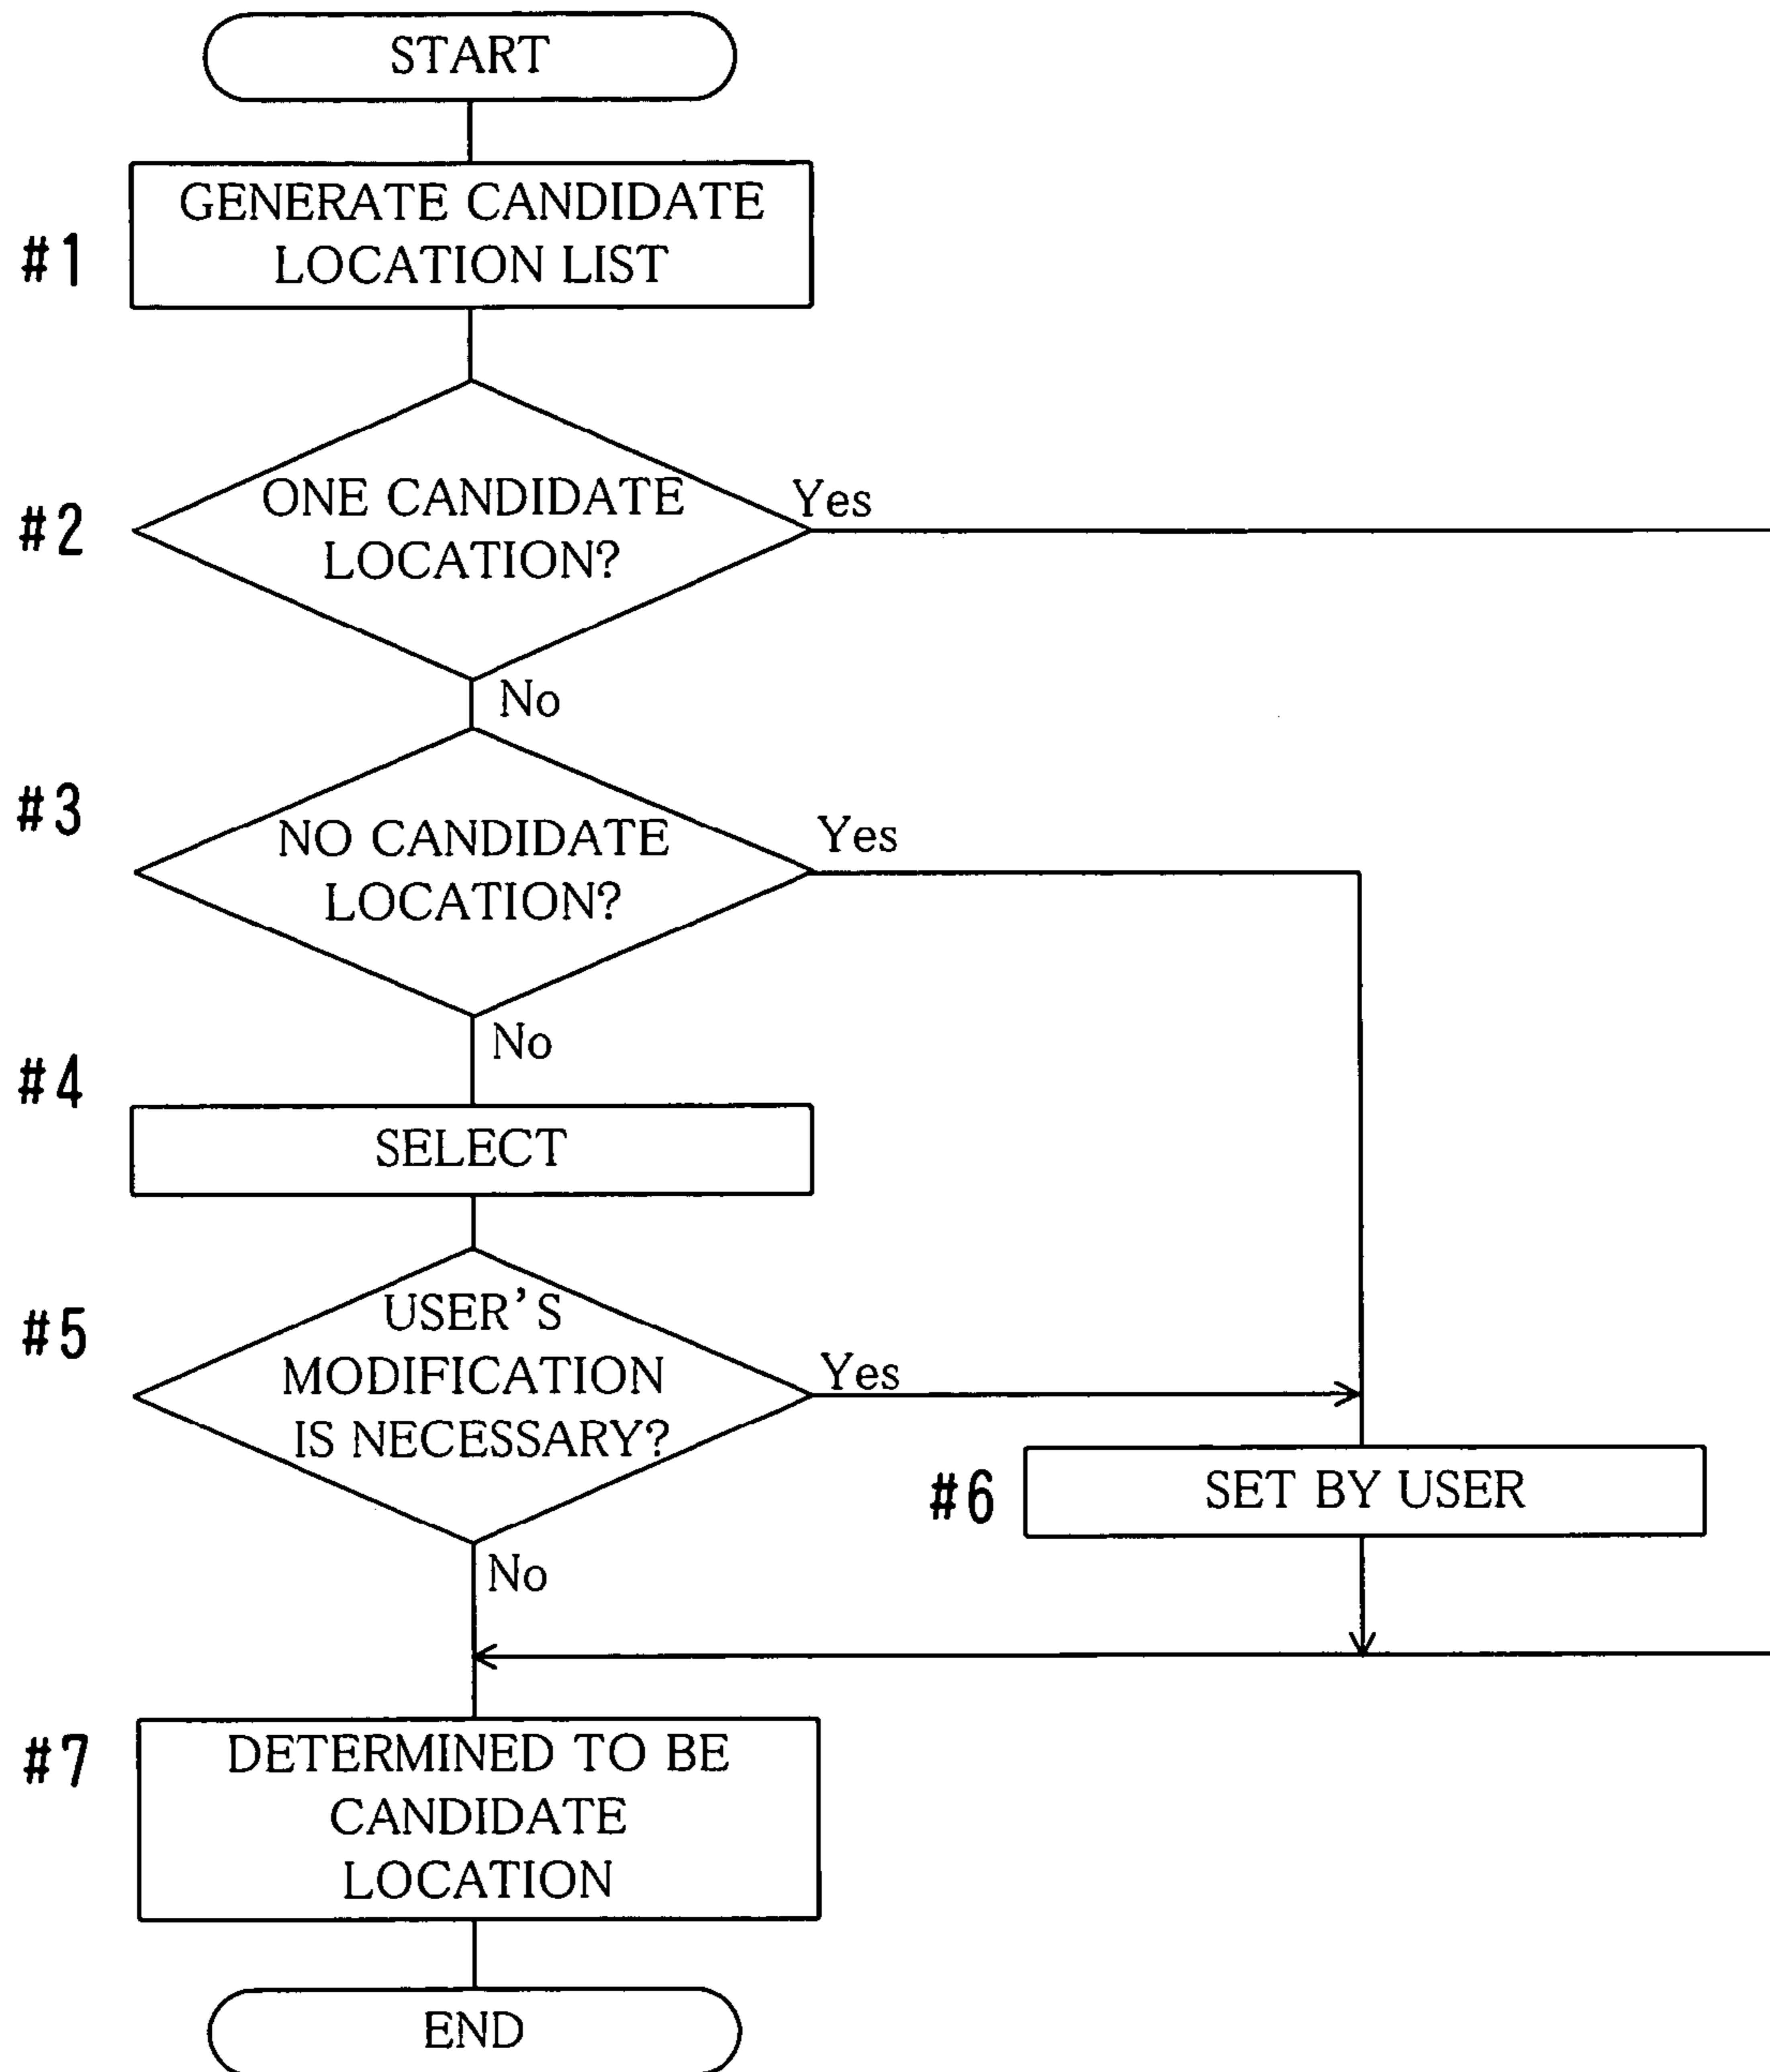 START
#1
GENERATE CANDIDATE
LOCATION LIST
#2
ONE CANDIDATE
LOCATION?
Yes
No
#3
NO CANDIDATE
LOCATION?
Yes
No
#4
SELECT
#5
USER'S
MODIFICATION
IS NECESSARY?
Yes
No
#6
SET BY USER
#7
DETERMINED TO BE
CANDIDATE
LOCATION
END